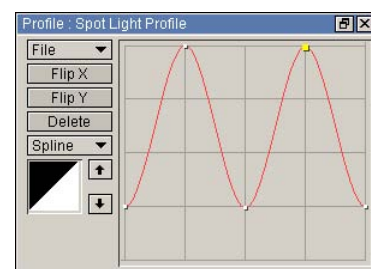 Profile : Spot Light Profile
File
Flip X
Flip Y
Delete
Spline